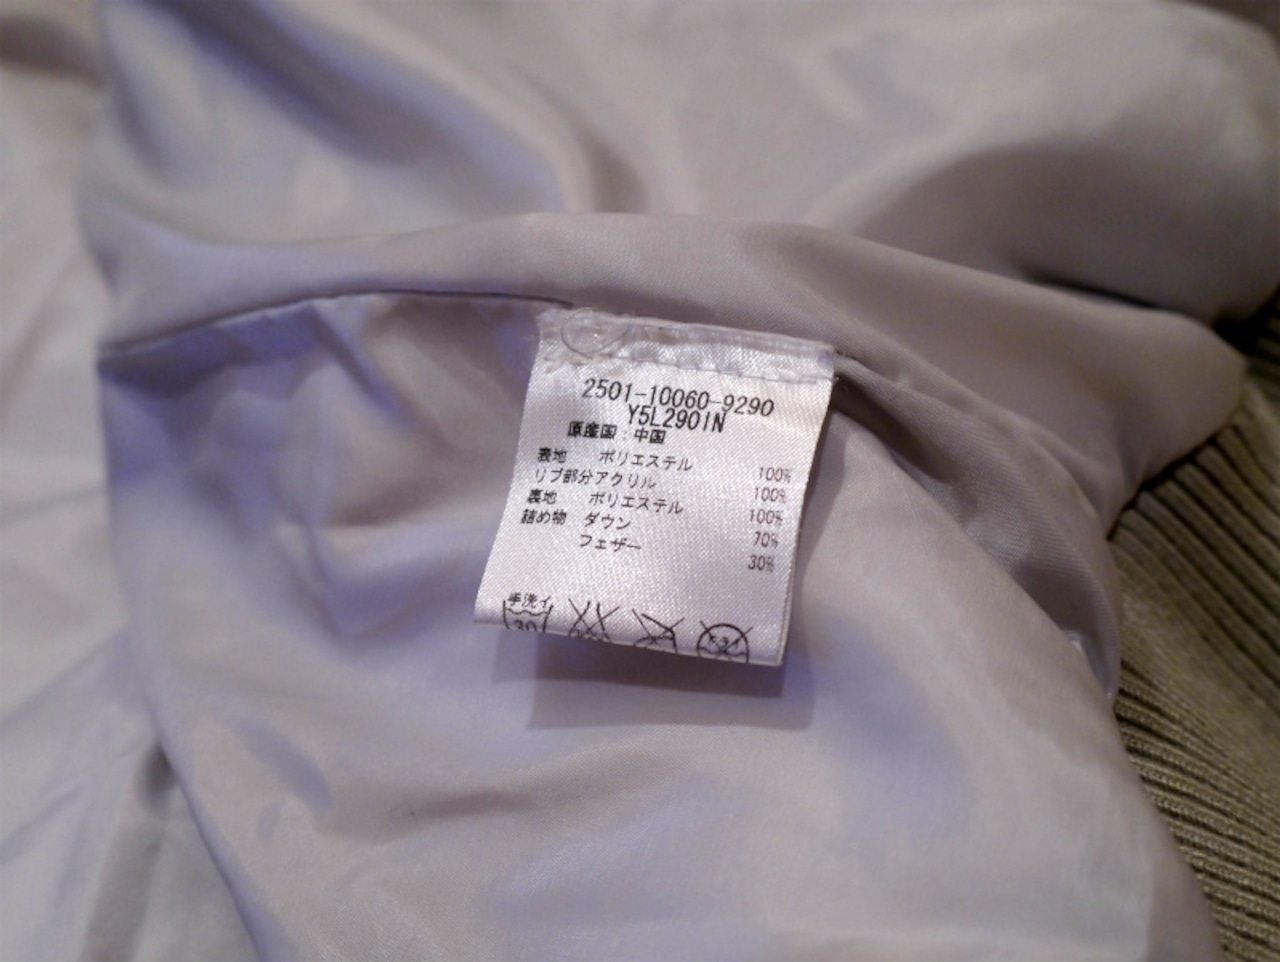 2501-10060-9290
Y5L290IN
原産国：中国
表地 ポリエステル 100%
リブ部分アクリル 100%
裏地 ポリエステル 100%
詰め物 ダウン 70%
フェザー 30%
手洗イ
30